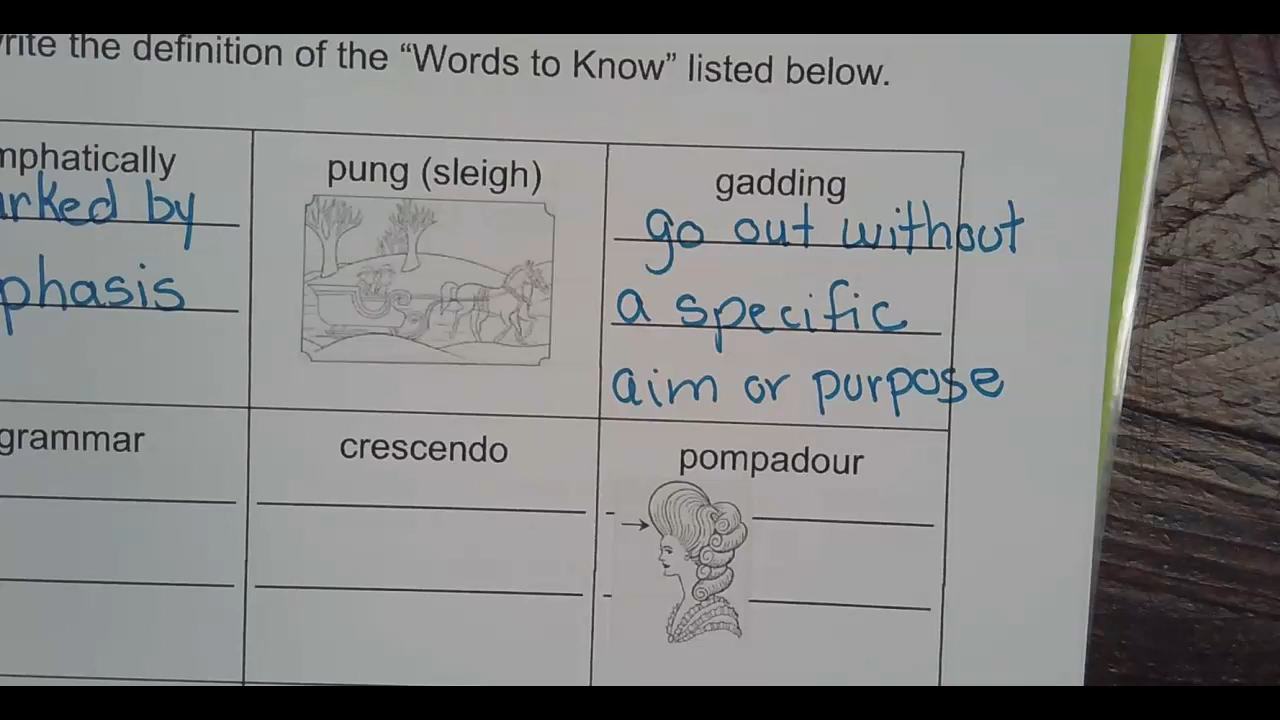 rite the definition of the “Words to Know” listed below.
mphatically
arked by
phasis
pung (sleigh)
gadding
go out without
a specific
aim or purpose
grammar
crescendo
pompadour